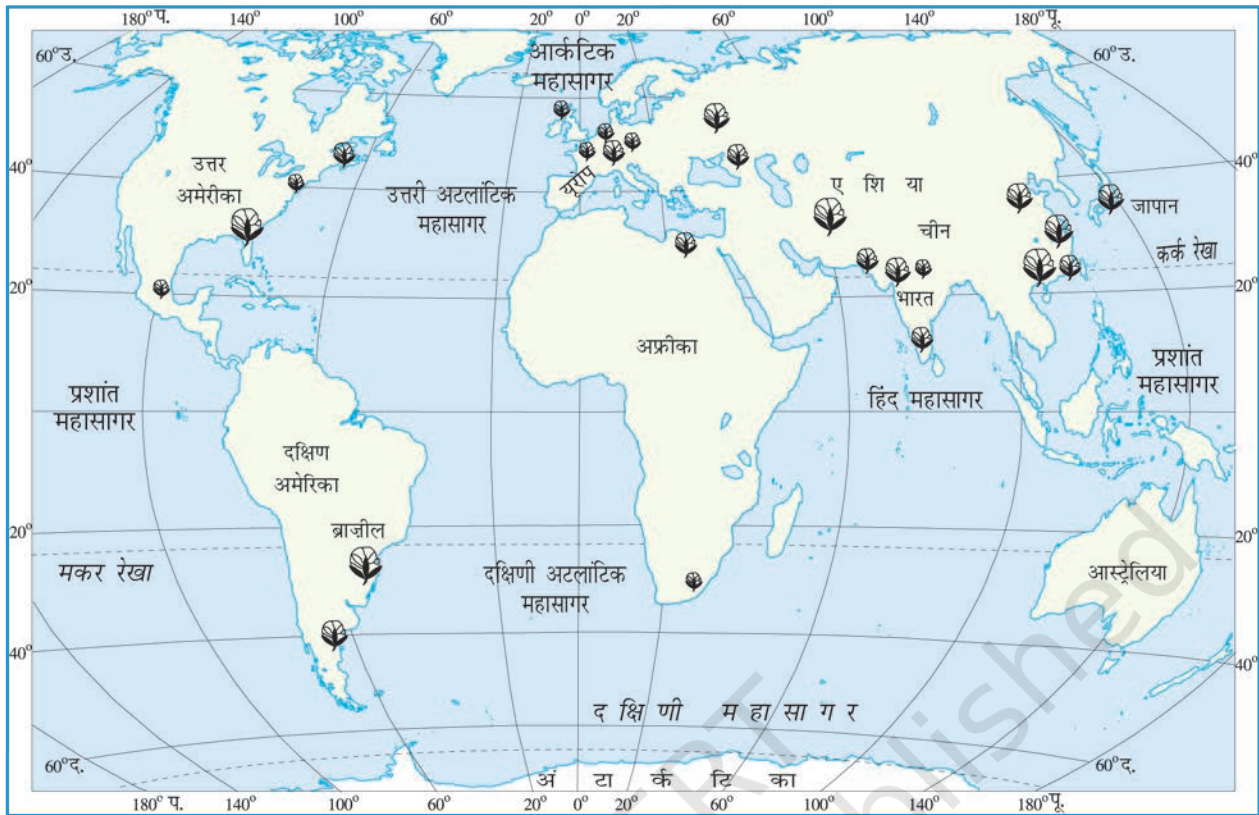 180° प. 140° 100° 60° 20° 0° 20° 60° 100° 140° 180° पू.
60° उ. 60° उ.
आर्कटिक
महासागर
40° 40°
उत्तर
अमेरीका
उत्तरी अटलांटिक
महासागर
यूरोप
ए शि या
चीन
जापान
कर्क रेखा
20° 20°
भारत
अफ्रीका
प्रशांत
महासागर
प्रशांत
महासागर
हिंद महासागर
दक्षिण
अमेरिका
ब्राज़ील
20° 20°
मकर रेखा
दक्षिणी अटलांटिक
महासागर
आस्ट्रेलिया
40° 40°
द क्षि णी म हा सा ग र
60° द. 60° द.
अं टा र्क टि का
180° प. 140° 100° 60° 20° 0° 20° 60° 100° 140° 180° पू.